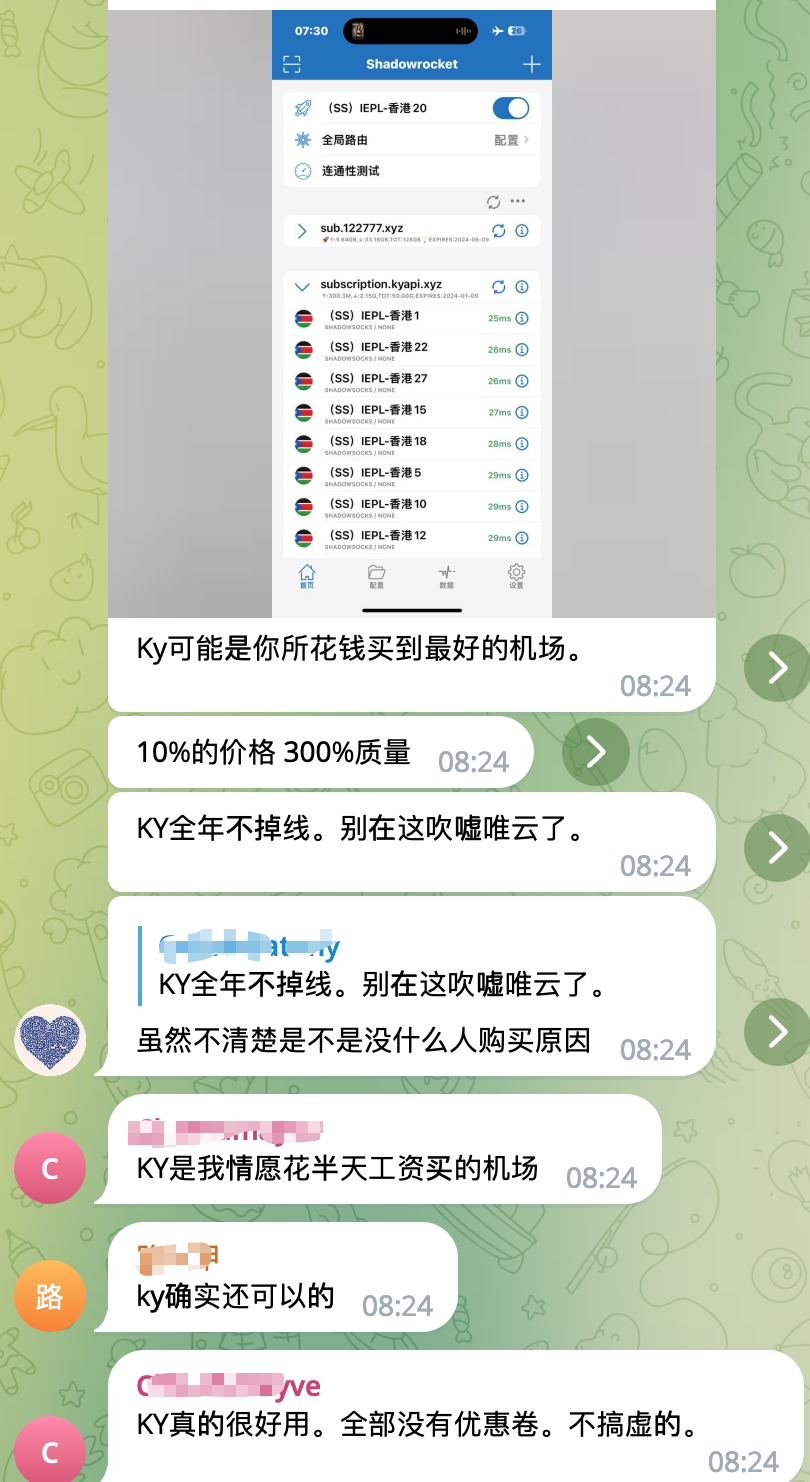 07:30
28
Shadowrocket
(SS) IEPL-香港 20
全局路由 配置
连通性测试
sub.122777.xyz
🚀↑:9.64GB,↓:33.18GB,TOT:128GB💡EXPIRES:2024-06-09
subscription.kyapi.xyz
↑:300.3M,↓:2.15G,TOT:50.00G,EXPIRES:2024-01-09
(SS) IEPL-香港 1 25ms
SHADOWSOCKS / NONE
(SS) IEPL-香港 22 26ms
SHADOWSOCKS / NONE
(SS) IEPL-香港 27 26ms
SHADOWSOCKS / NONE
(SS) IEPL-香港 15 27ms
SHADOWSOCKS / NONE
(SS) IEPL-香港 18 28ms
SHADOWSOCKS / NONE
(SS) IEPL-香港 5 29ms
SHADOWSOCKS / NONE
(SS) IEPL-香港 10 29ms
SHADOWSOCKS / NONE
(SS) IEPL-香港 12 29ms
SHADOWSOCKS / NONE
首页 配置 数据 设置
Ky可能是你所花钱买到最好的机场。
08:24
10%的价格 300%质量 08:24
KY全年不掉线。别在这吹嘘唯云了。
08:24
KY全年不掉线。别在这吹嘘唯云了。
虽然不清楚是不是没什么人购买原因 08:24
C
KY是我情愿花半天工资买的机场 08:24
路
ky确实还可以的 08:24
C
KY真的很好用。全部没有优惠卷。不搞虚的。
08:24